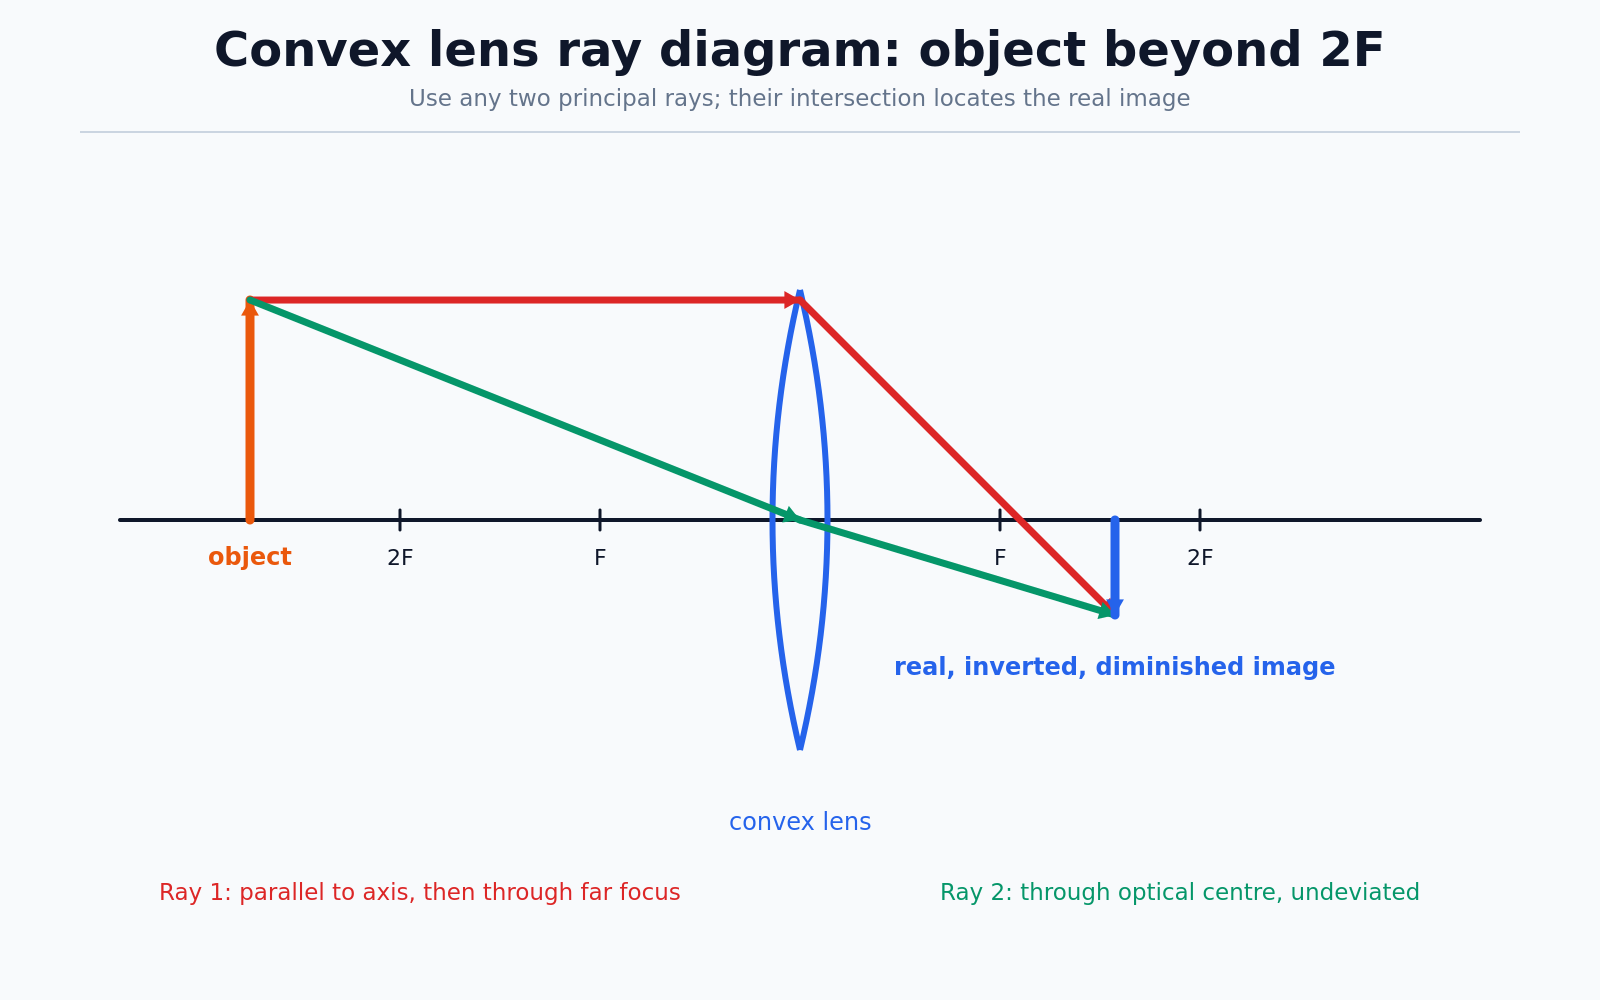 Convex lens ray diagram: object beyond 2F
Use any two principal rays; their intersection locates the real image
object
2F
F
F
2F
real, inverted, diminished image
convex lens
Ray 1: parallel to axis, then through far focus
Ray 2: through optical centre, undeviated